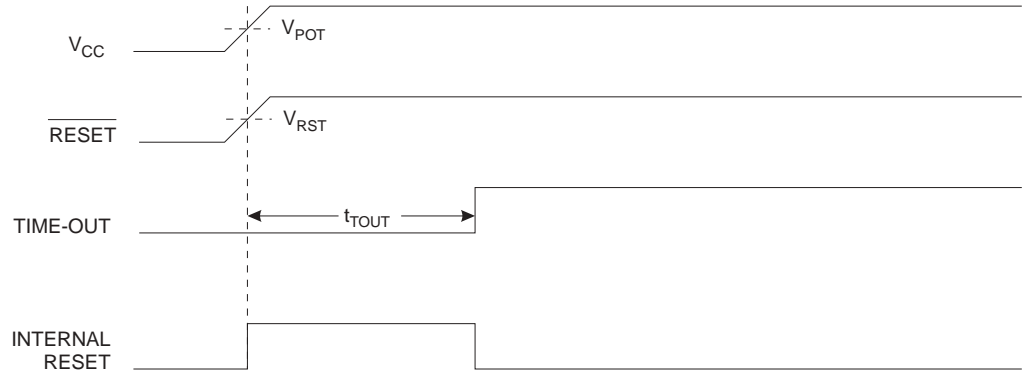 VCC
VPOT
RESET
VRST
TIME-OUT
tTOUT
INTERNAL
RESET